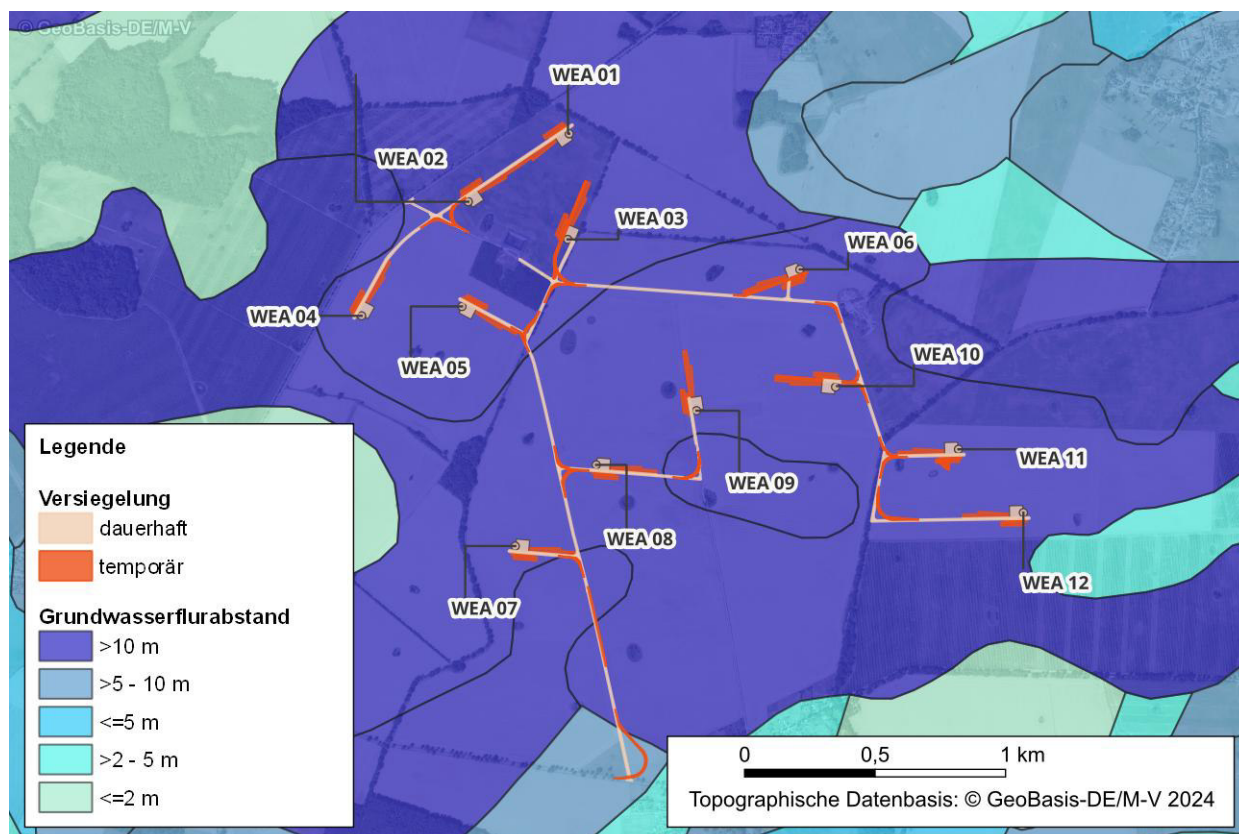 © GeoBasis-DE/M-V
WEA 01
WEA 02
WEA 03
WEA 06
WEA 04
WEA 05
WEA 10
WEA 11
WEA 09
WEA 08
WEA 12
WEA 07
Legende
Versiegelung
dauerhaft
temporär
Grundwasserflurabstand
>10 m
>5 - 10 m
<=5 m
>2 - 5 m
<=2 m
0 0,5 1 km
Topographische Datenbasis: © GeoBasis-DE/M-V 2024